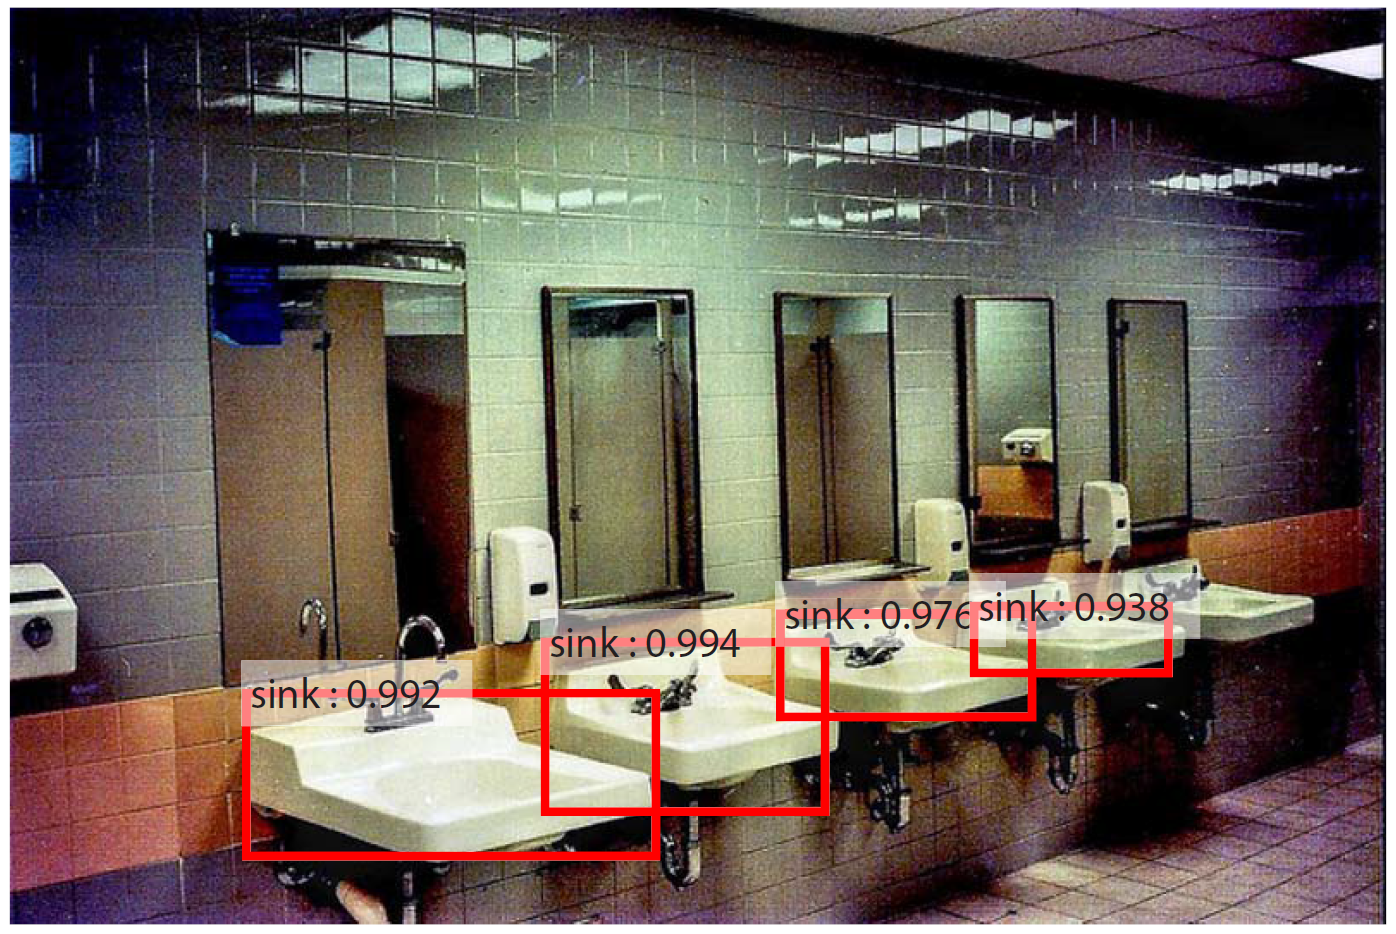 sink : 0.992
sink : 0.994
sink : 0.976
sink : 0.938